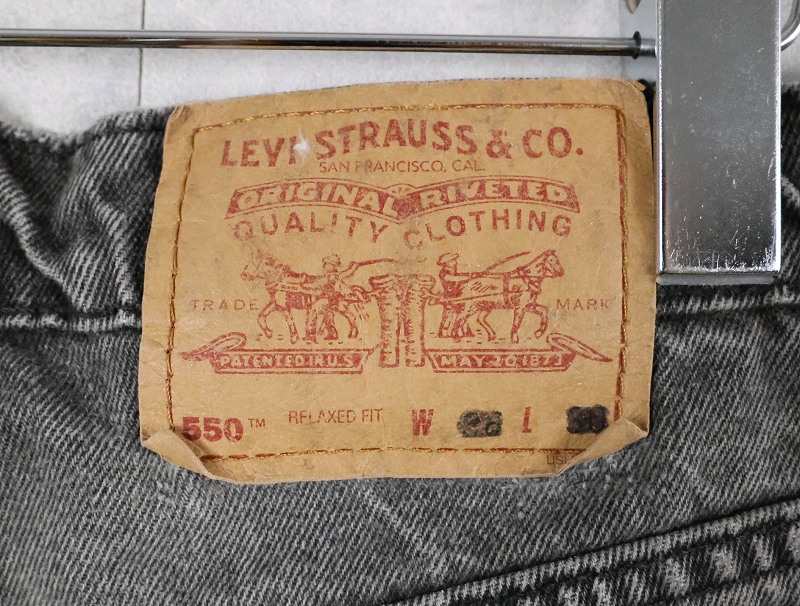 LEVI STRAUSS & CO.
SAN FRANCISCO, CAL.
ORIGINAL RIVETED
QUALITY CLOTHING
TRADE MARK
PATENTED IN U.S. MAY 20.1873
550™ RELAXED FIT W L